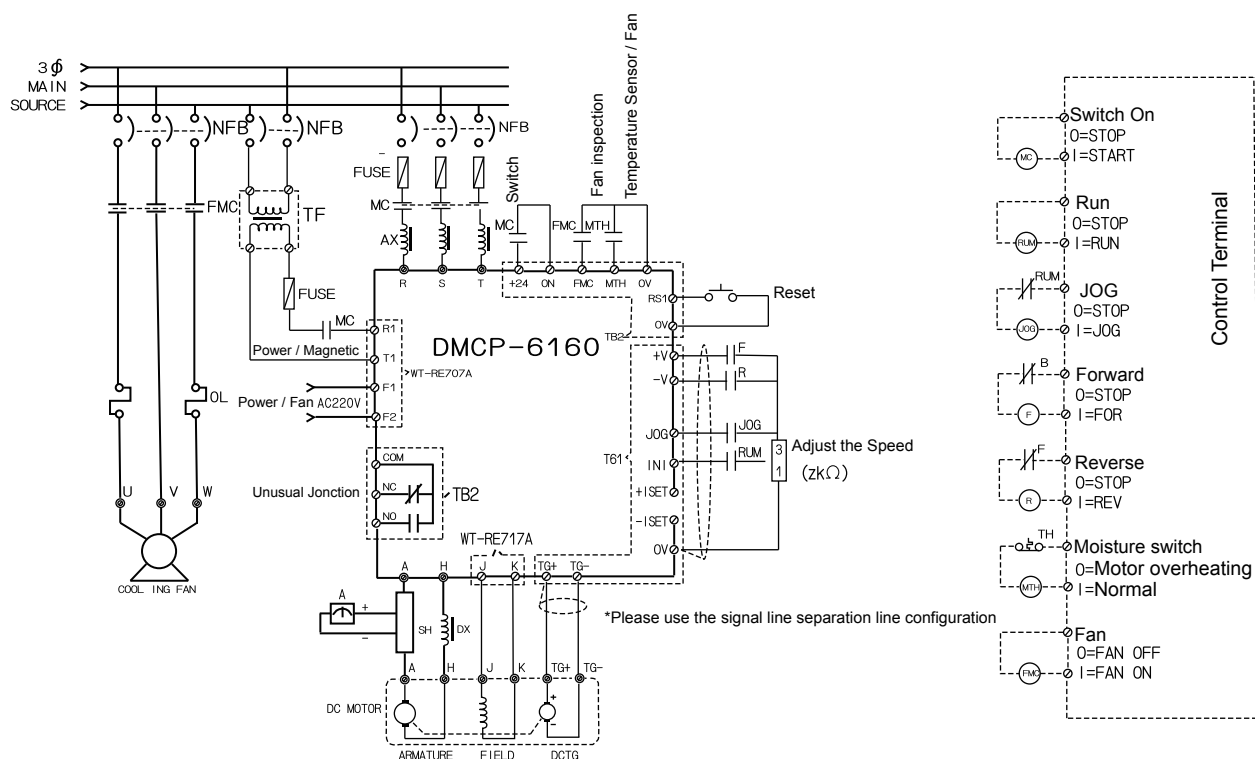 3ϕ
MAIN
SOURCE
NFB
NFB
NFB
FMC
TF
FUSE
MC
AX
FUSE
MC
Power / Magnetic
Power / Fan AC220V
OL
U V W
COOL ING FAN
Switch
Fan inspection
Temperature Sensor / Fan
MC
FMC
MTH
R S T +24 ON FMC MTH OV
RS1
OV
TB2
Reset
DMCP-6160
R1
T1
F1
F2
WT-RE707A
+V
-V
JOG
INI
+ISET
-ISET
OV
T61
F
R
JOG
RUM
3
1
Adjust the Speed
(zkΩ)
Unusual Jonction
COM
NC
NO
TB2
WT-RE717A
A H J K TG+ TG-
A
+
-
SH
DX
*Please use the signal line separation line configuration
A H J K TG+ TG-
DC MOTOR
+
-
ARMATURE FIELD DCTG
Control Terminal
Switch On
0=STOP
MC
I=START
Run
0=STOP
RUM
I=RUN
RUM
JOG
0=STOP
JOG
I=JOG
B
Forward
0=STOP
F
I=FOR
F
Reverse
0=STOP
R
I=REV
TH
Moisture switch
0=Motor overheating
MTH
I=Normal
Fan
0=FAN OFF
FMC
I=FAN ON